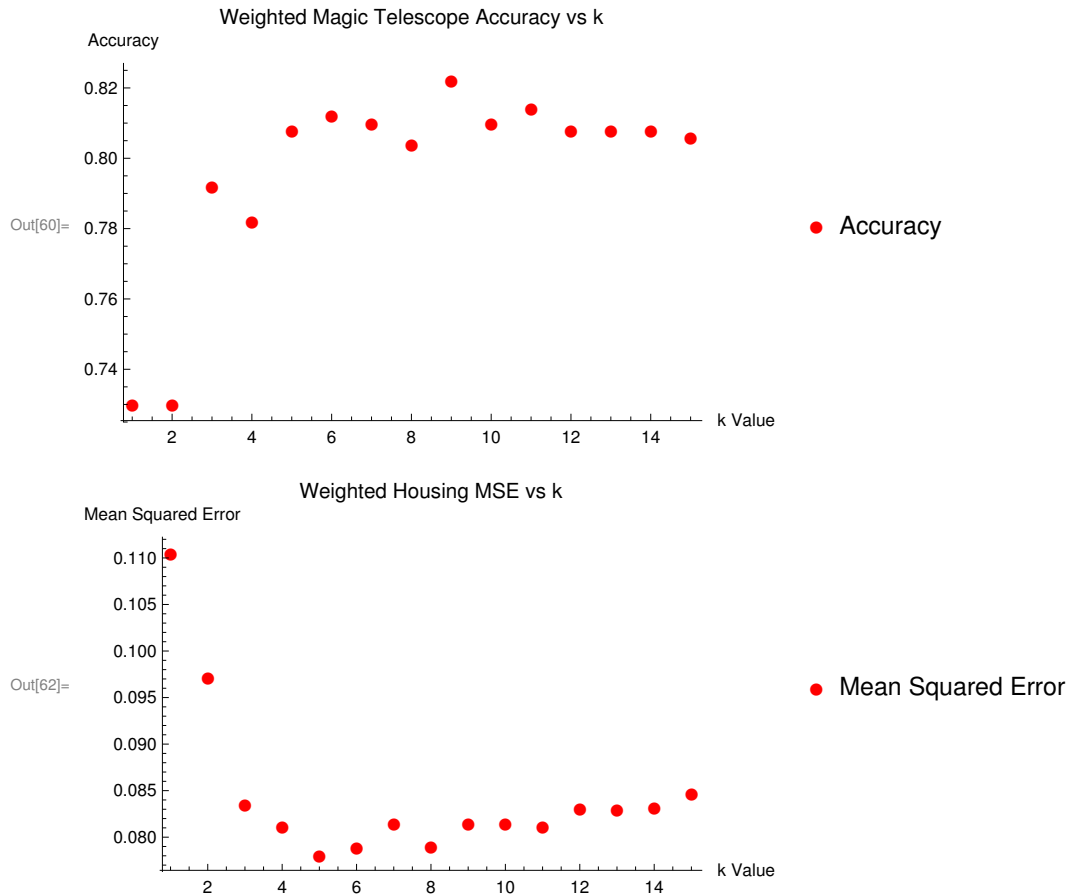 Weighted Magic Telescope Accuracy vs k
Accuracy
0.82
0.80
Out[60]= 0.78
0.76
0.74
2 4 6 8 10 12 14
k Value
Accuracy
Weighted Housing MSE vs k
Mean Squared Error
0.110
0.105
0.100
Out[62]= 0.095
0.090
0.085
0.080
2 4 6 8 10 12 14
k Value
Mean Squared Error